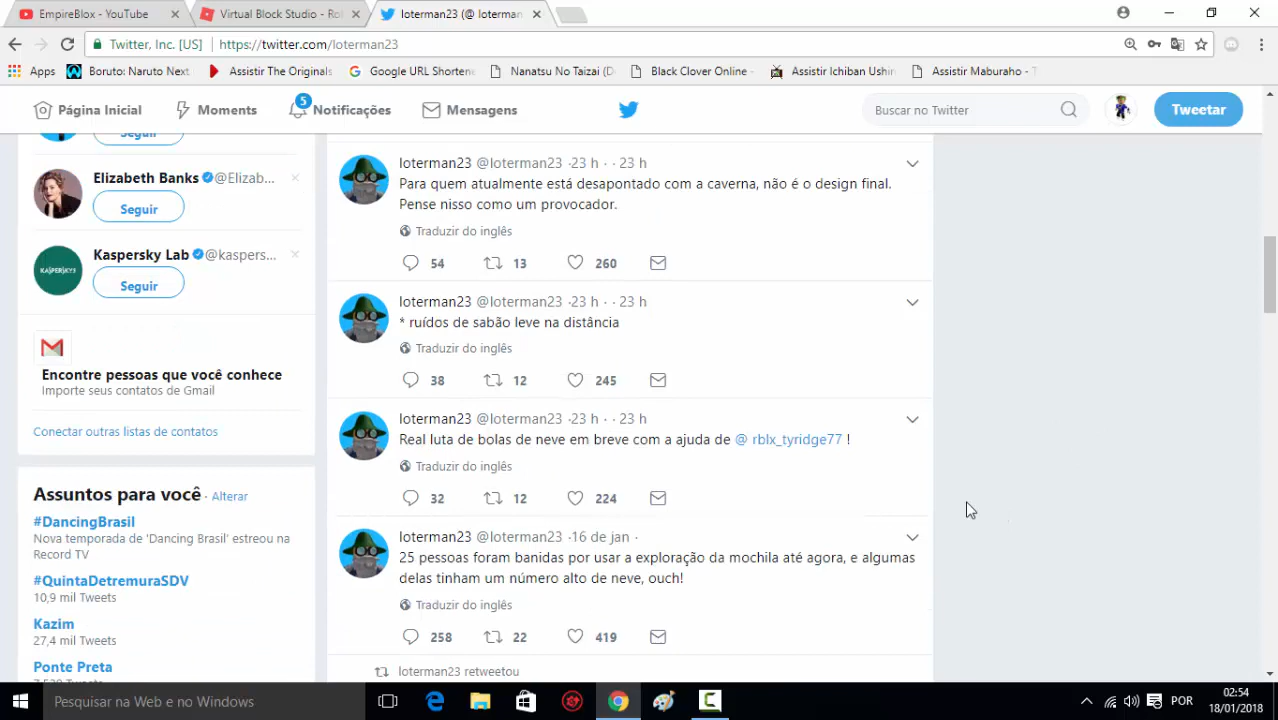 EmpireBlox - YouTube
Virtual Block Studio - Rol
loterman23 (@ loterman
Twitter, Inc. [US]
https://twitter.com/loterman23
Apps
Boruto: Naruto Next
Assistir The Originals
Google URL Shorten
Nanatsu No Taizai (D
Black Clover Online -
Assistir Ichiban Ushir
Assistir Maburaho - T
Página Inicial
Moments
5
Notificações
Mensagens
Buscar no Twitter
Tweetar
Seguir
Elizabeth Banks @Elizab...
Seguir
Kaspersky Lab @kaspers...
KASPERSKY
Seguir
Encontre pessoas que você conhece
Importe seus contatos de Gmail
Conectar outras listas de contatos
Assuntos para você · Alterar
#DancingBrasil
Nova temporada de 'Dancing Brasil' estreou na
Record TV
#QuintaDetremuraSDV
10,9 mil Tweets
Kazim
27,4 mil Tweets
Ponte Preta
loterman23 @loterman23 ·23 h · · 23 h
Para quem atualmente está desapontado com a caverna, não é o design final.
Pense nisso como um provocador.
Traduzir do inglês
54 13 260
loterman23 @loterman23 ·23 h · · 23 h
* ruídos de sabão leve na distância
Traduzir do inglês
38 12 245
loterman23 @loterman23 ·23 h · · 23 h
Real luta de bolas de neve em breve com a ajuda de @ rblx_tyridge77 !
Traduzir do inglês
32 12 224
loterman23 @loterman23 ·16 de jan ·
25 pessoas foram banidas por usar a exploração da mochila até agora, e algumas
delas tinham um número alto de neve, ouch!
Traduzir do inglês
258 22 419
loterman23 retweetou
Pesquisar na Web e no Windows
POR
02:54
18/01/2018